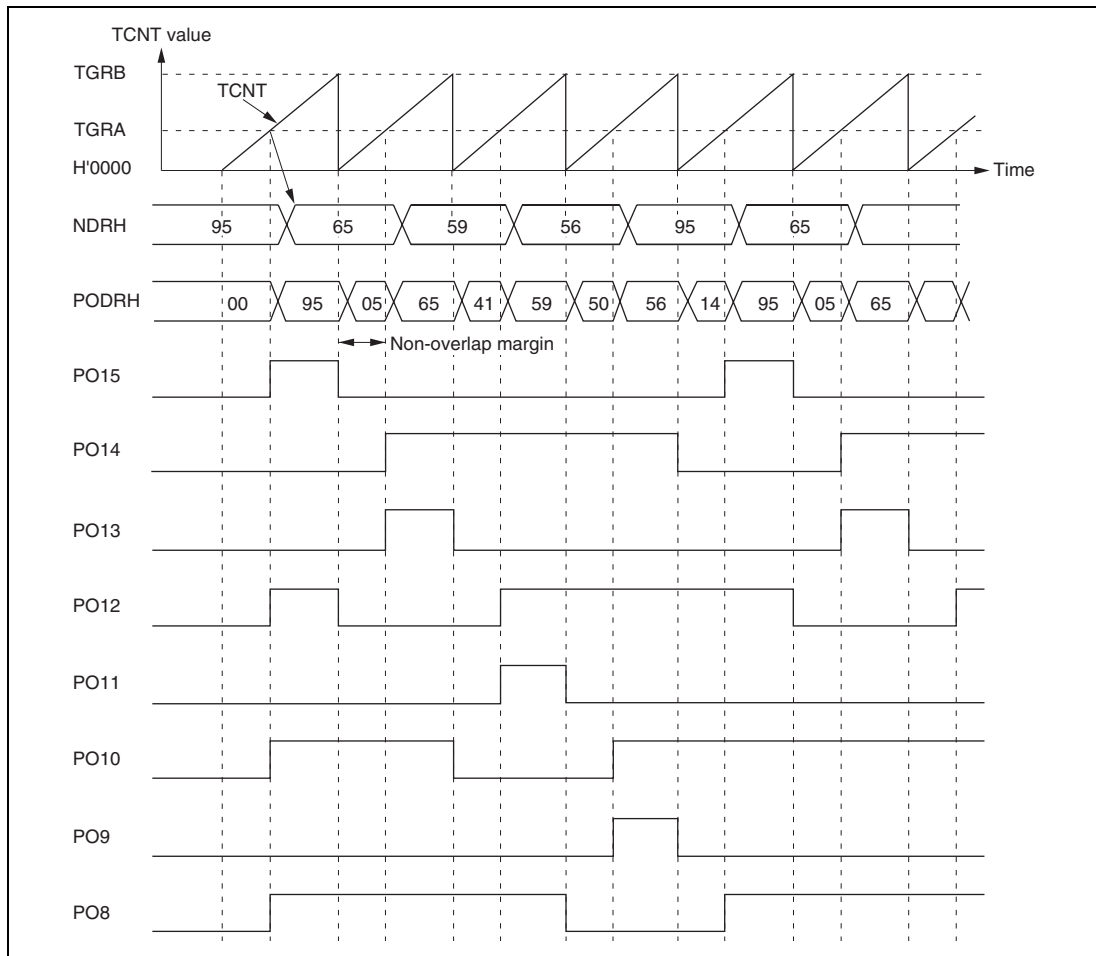 TCNT value
TGRB
TCNT
TGRA
H'0000
Time
NDRH 95 65 59 56 95 65
PODRH 00 95 05 65 41 59 50 56 14 95 05 65
Non-overlap margin
PO15
PO14
PO13
PO12
PO11
PO10
PO9
PO8